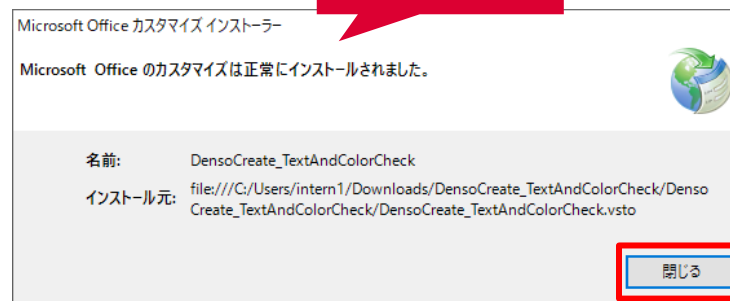 Microsoft Office カスタマイズ インストーラー
Microsoft Office のカスタマイズは正常にインストールされました。
名前: DensoCreate_TextAndColorCheck
インストール元: file:///C:/Users/intern1/Downloads/DensoCreate_TextAndColorCheck/Denso
Create_TextAndColorCheck/DensoCreate_TextAndColorCheck.vsto
閉じる